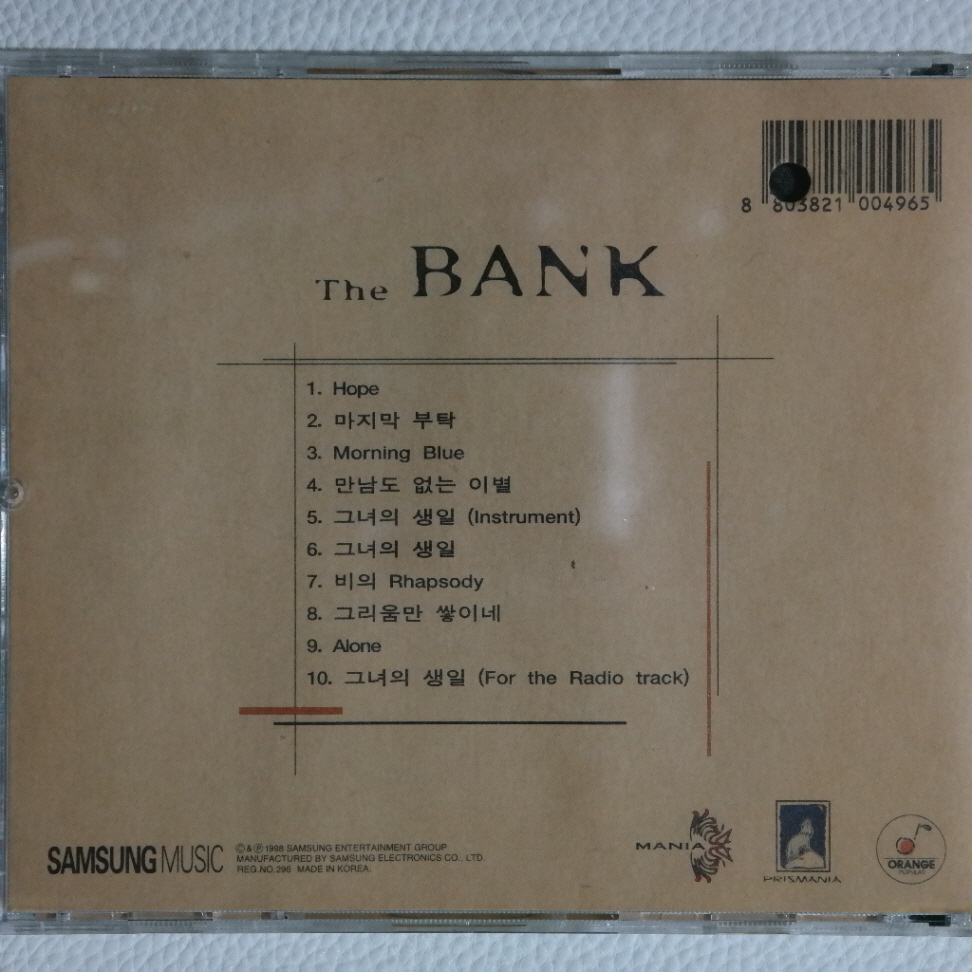 8 803821 004965
The BANK
1. Hope
2. 마지막 부탁
3. Morning Blue
4. 만남도 없는 이별
5. 그녀의 생일 (Instrument)
6. 그녀의 생일
7. 비의 Rhapsody
8. 그리움만 쌓이네
9. Alone
10. 그녀의 생일 (For the Radio track)
SAMSUNG MUSIC
©&℗ 1998 SAMSUNG ENTERTAINMENT GROUP
MANUFACTURED BY SAMSUNG ELECTRONICS CO., LTD.
REG.NO.296 MADE IN KOREA.
MANIA
PRISMANIA
ORANGE
POPULAR